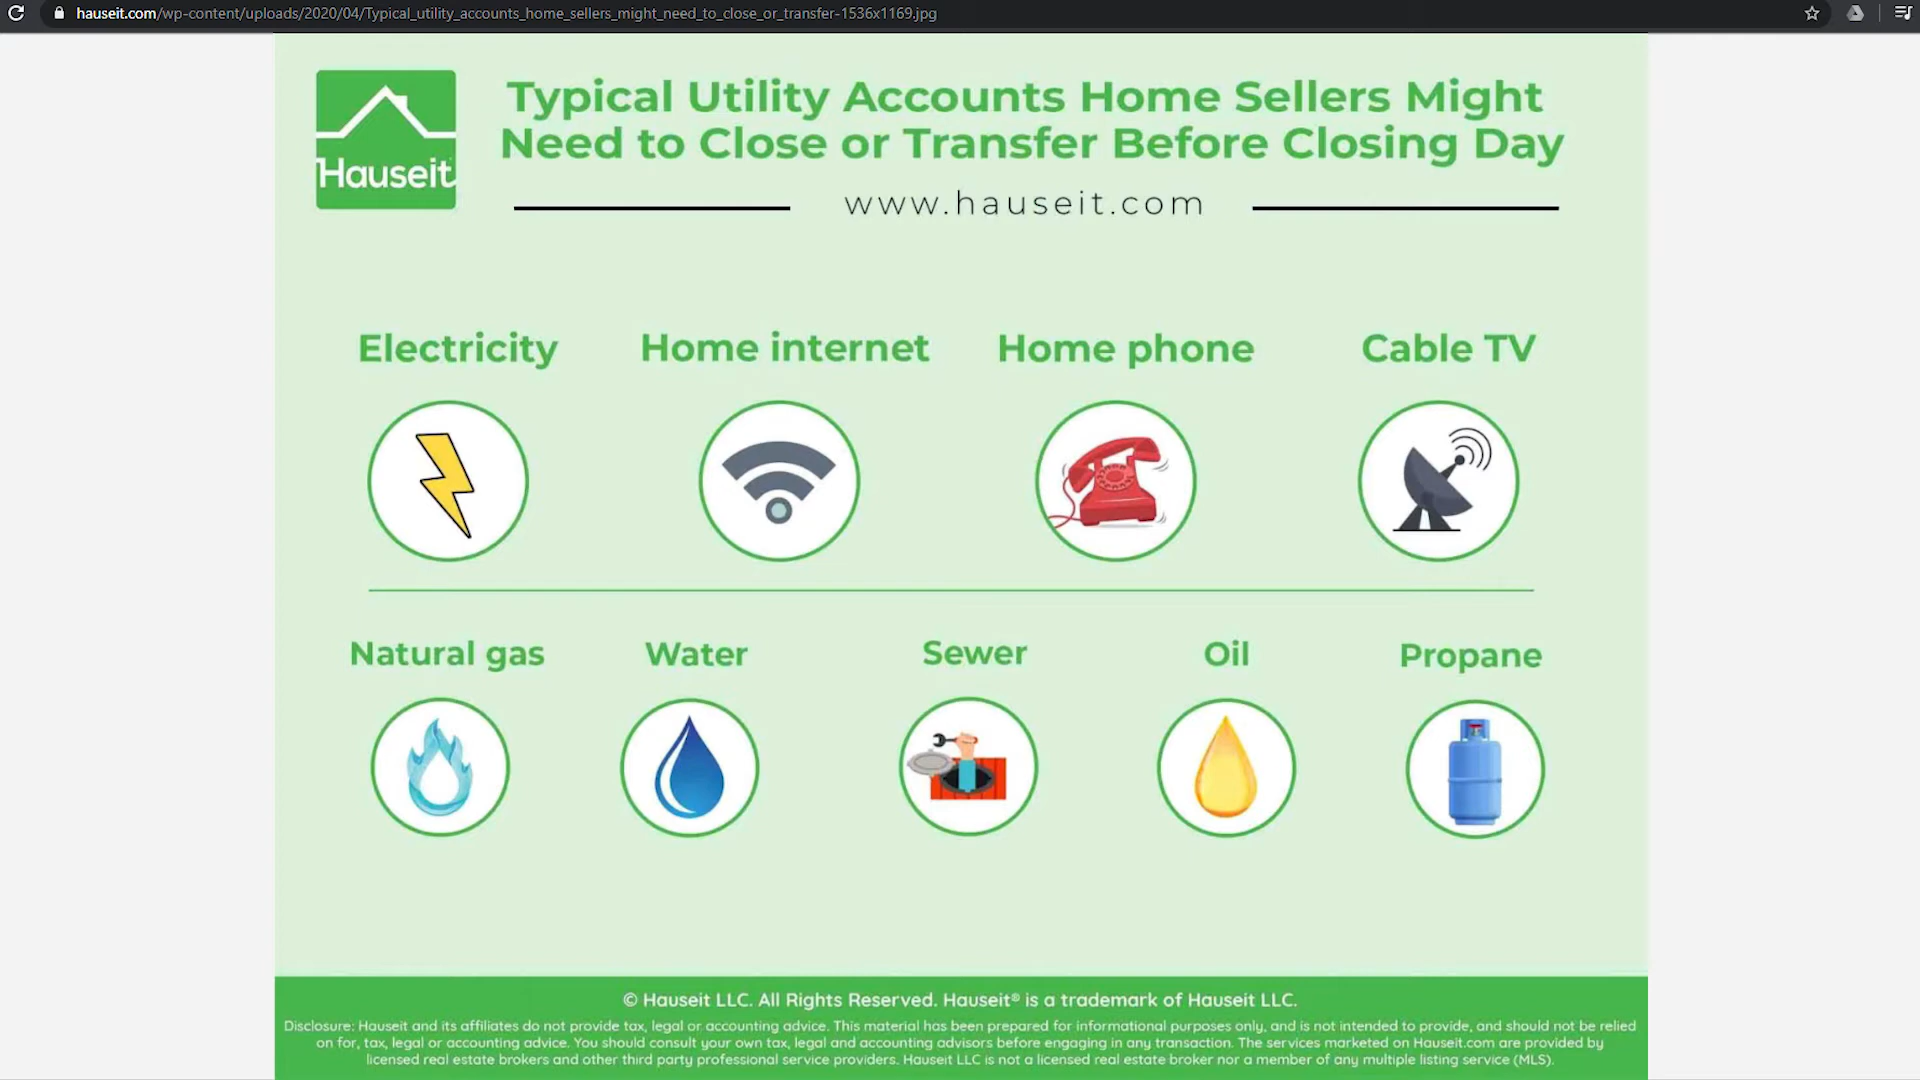 hauseit.com/wp-content/uploads/2020/04/Typical_utility_accounts_home_sellers_might_need_to_close_or_transfer-1536x1169.jpg
Hauseit
Typical Utility Accounts Home Sellers Might
Need to Close or Transfer Before Closing Day
www.hauseit.com
Electricity
Home internet
Home phone
Cable TV
Natural gas
Water
Sewer
Oil
Propane
© Hauseit LLC. All Rights Reserved. Hauseit® is a trademark of Hauseit LLC.
Disclosure: Hauseit and its affiliates do not provide tax, legal or accounting advice. This material has been prepared for informational purposes only, and is not intended to provide, and should not be relied
on for, tax, legal or accounting advice. You should consult your own tax, legal and accounting advisors before engaging in any transaction. The services marketed on Hauseit.com are provided by
licensed real estate brokers and other third party professional service providers. Hauseit LLC is not a licensed real estate broker nor a member of any multiple listing service (MLS).